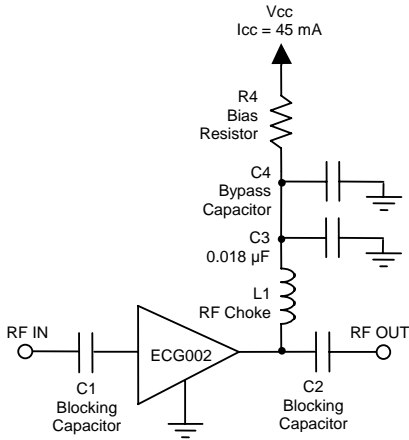 Vcc
Icc = 45 mA
R4
Bias
Resistor
C4
Bypass
Capacitor
C3
0.018 µF
L1
RF Choke
RF IN
RF OUT
ECG002
C1
Blocking
Capacitor
C2
Blocking
Capacitor